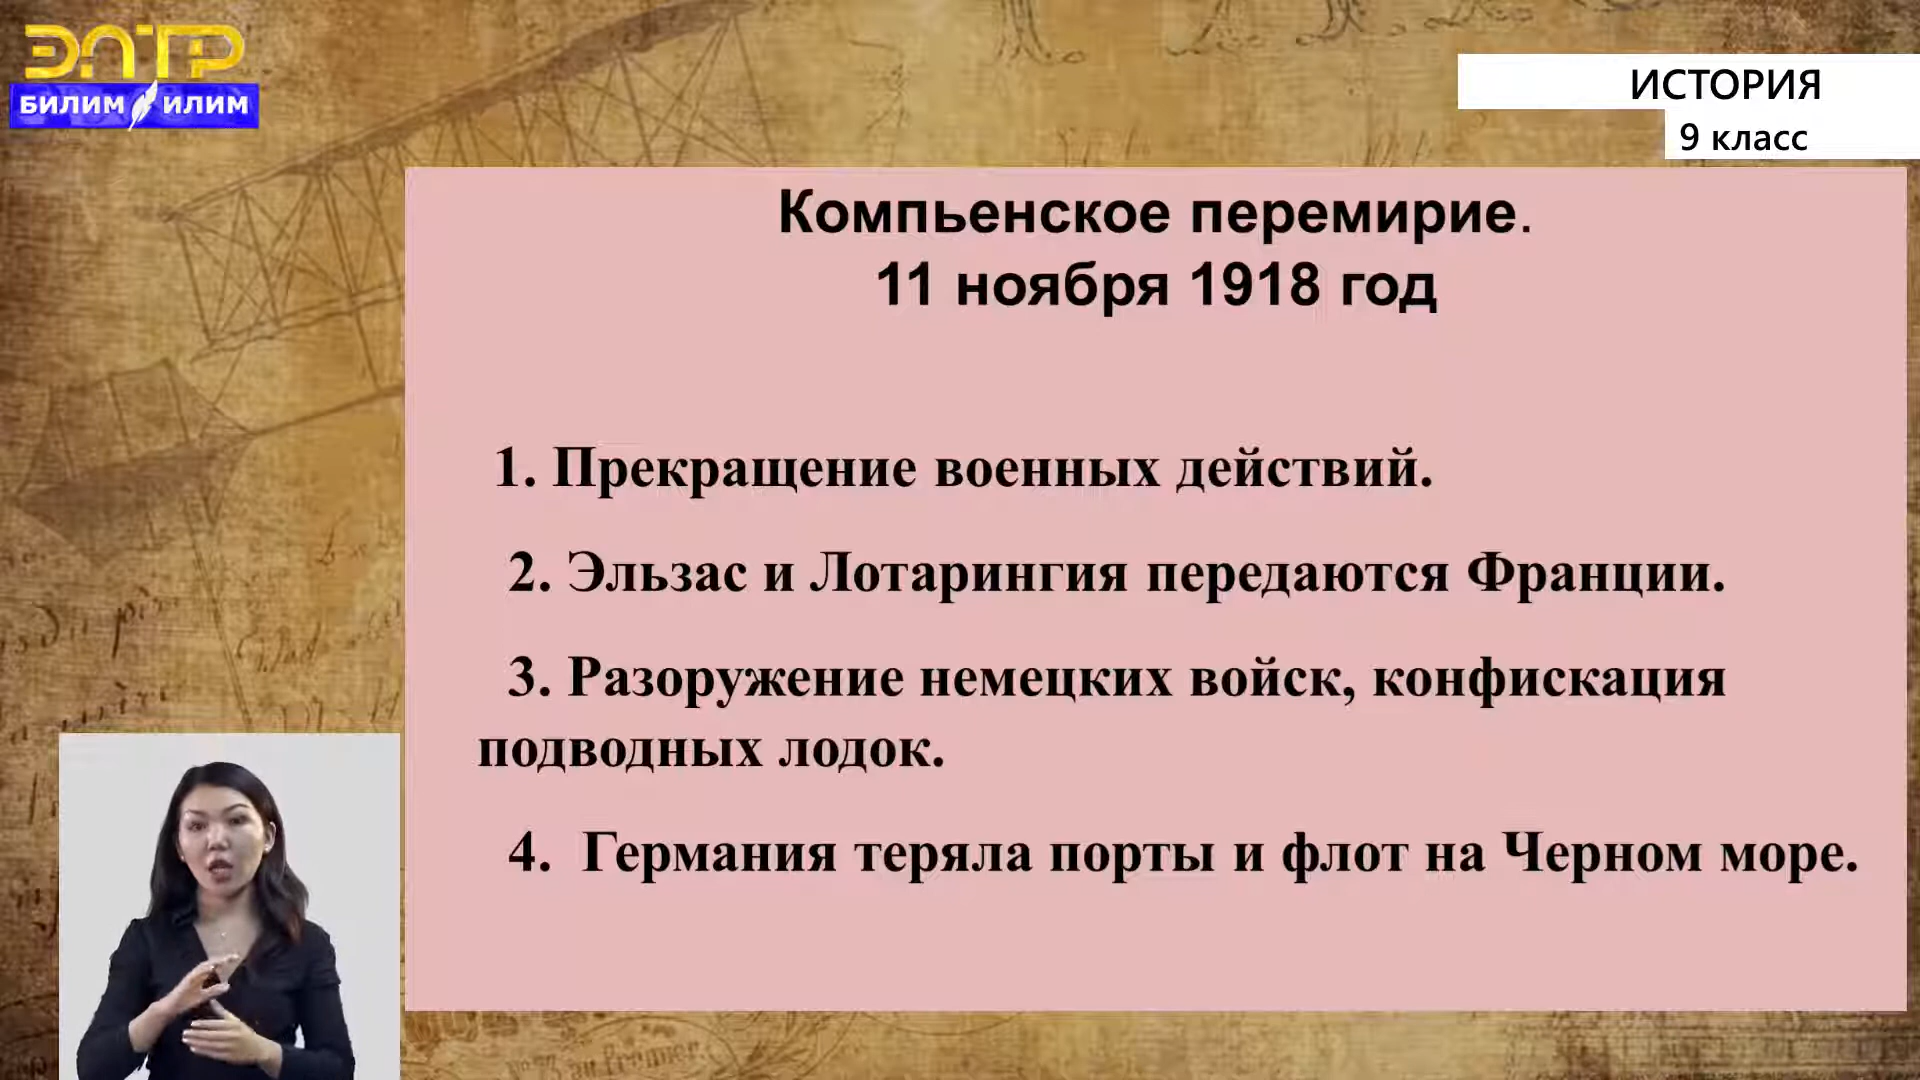 ЭЛТР
БИЛИМ ИЛИМ
ИСТОРИЯ
9 класс
Компьенское перемирие.
11 ноября 1918 год
1. Прекращение военных действий.
2. Эльзас и Лотарингия передаются Франции.
3. Разоружение немецких войск, конфискация
подводных лодок.
4. Германия теряла порты и флот на Черном море.